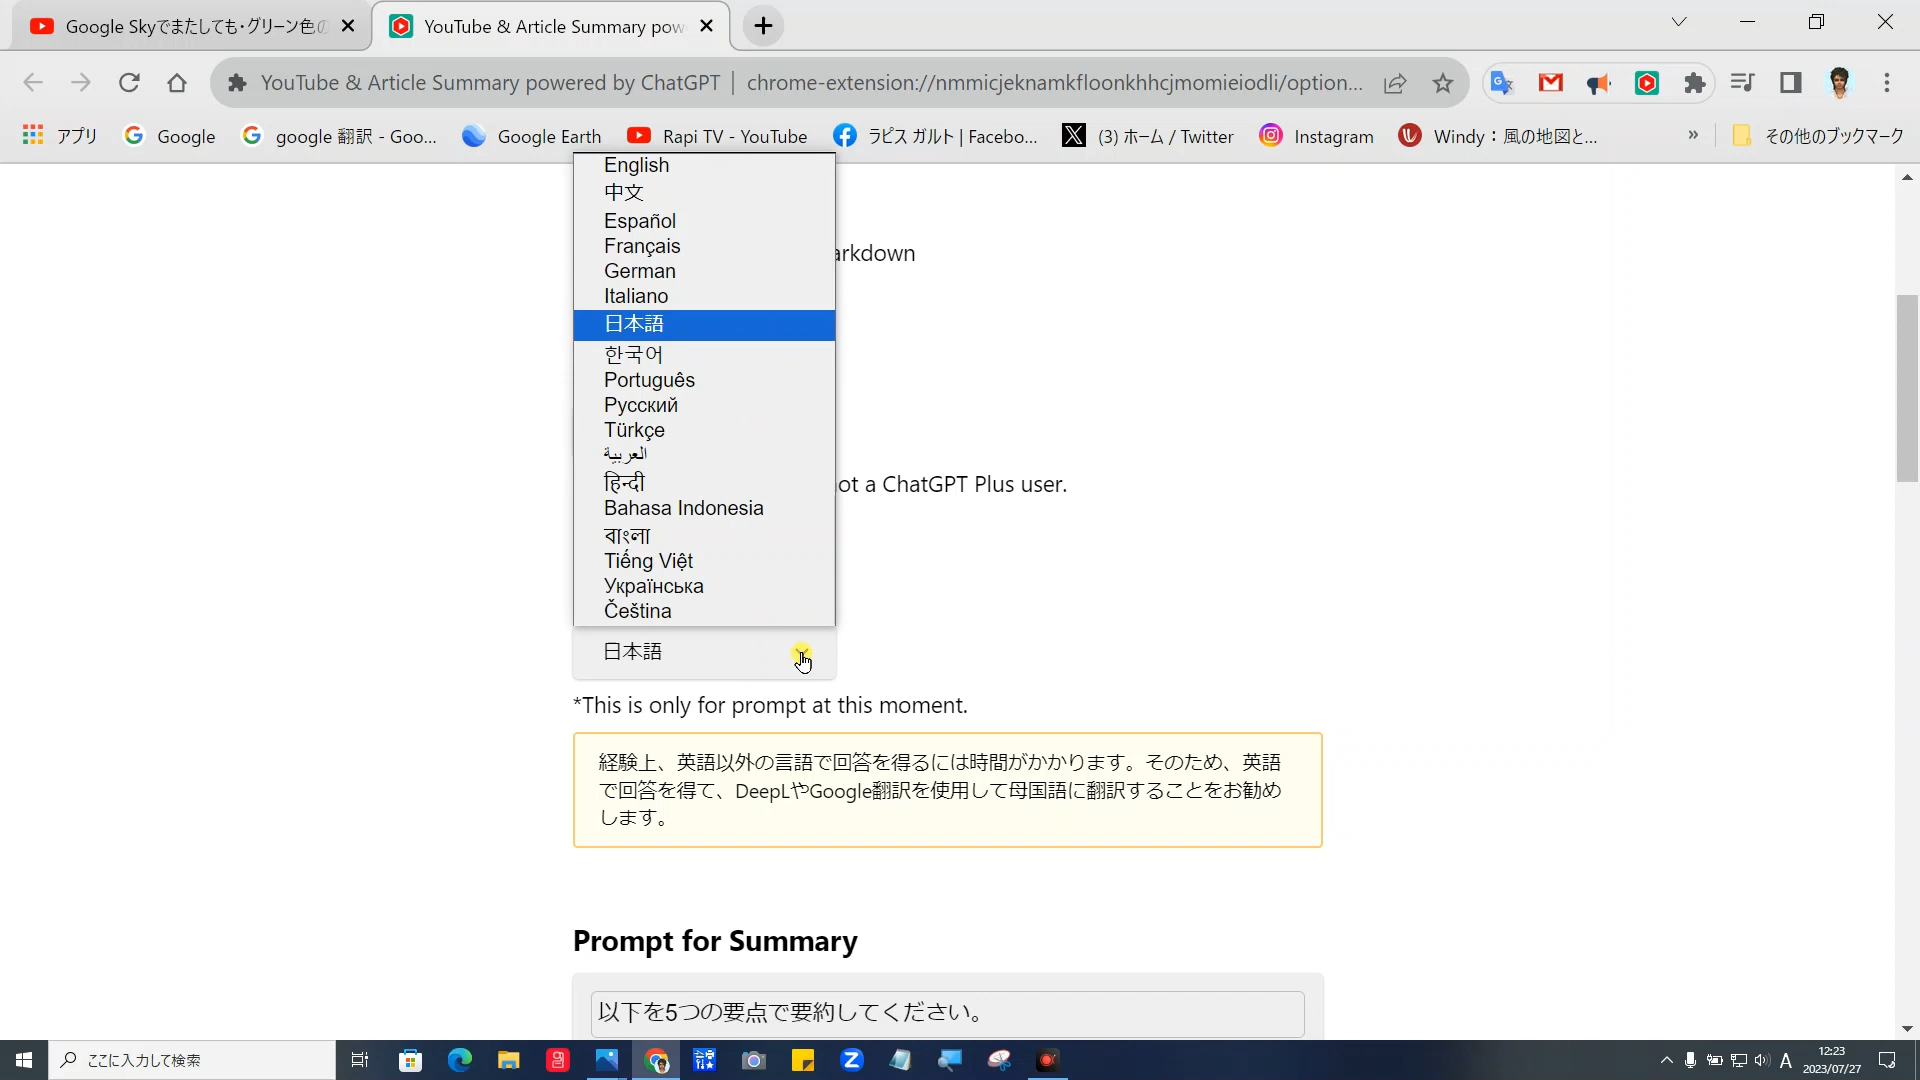 Google Skyでまたしても・グリーン色の
YouTube & Article Summary pow
YouTube & Article Summary powered by ChatGPT | chrome-extension://nmmicjeknamkfloonkhhcjmomieiodli/option...
アプリ
Google
google 翻訳 - Goo...
Google Earth
Rapi TV - YouTube
ラピス ガルト | Facebo...
(3) ホーム / Twitter
Instagram
Windy：風の地図と...
»
その他のブックマーク
English
中文
Español
Français
German
Italiano
日本語
한국어
Português
Русский
Türkçe
العربية
हिन्दी
Bahasa Indonesia
বাংলা
Tiếng Việt
Українська
Čeština
arkdown
ot a ChatGPT Plus user.
日本語
*This is only for prompt at this moment.
経験上、英語以外の言語で回答を得るには時間がかかります。そのため、英語
で回答を得て、DeepLやGoogle翻訳を使用して母国語に翻訳することをお勧め
します。
Prompt for Summary
以下を5つの要点で要約してください。
ここに入力して検索
A
12:23
2023/07/27